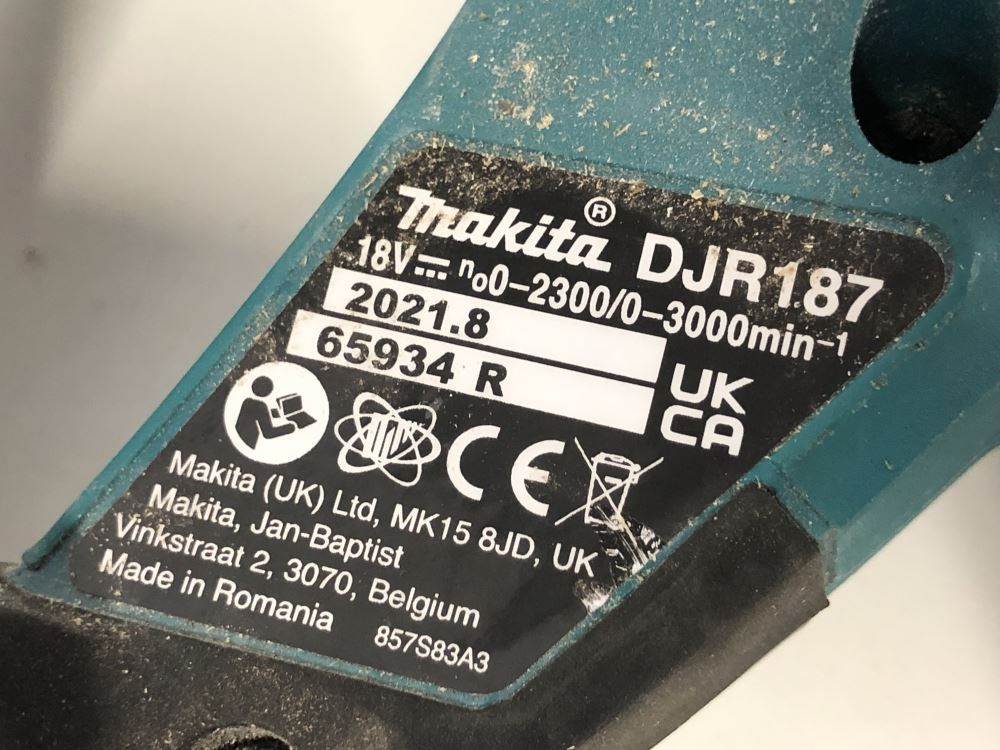 makita® DJR187
18V⎓ n₀0-2300/0-3000min⁻¹
2021.8
65934 R
UK
CA
CE
Makita (UK) Ltd, MK15 8JD, UK
Makita, Jan-Baptist
Vinkstraat 2, 3070, Belgium
Made in Romania 857S83A3